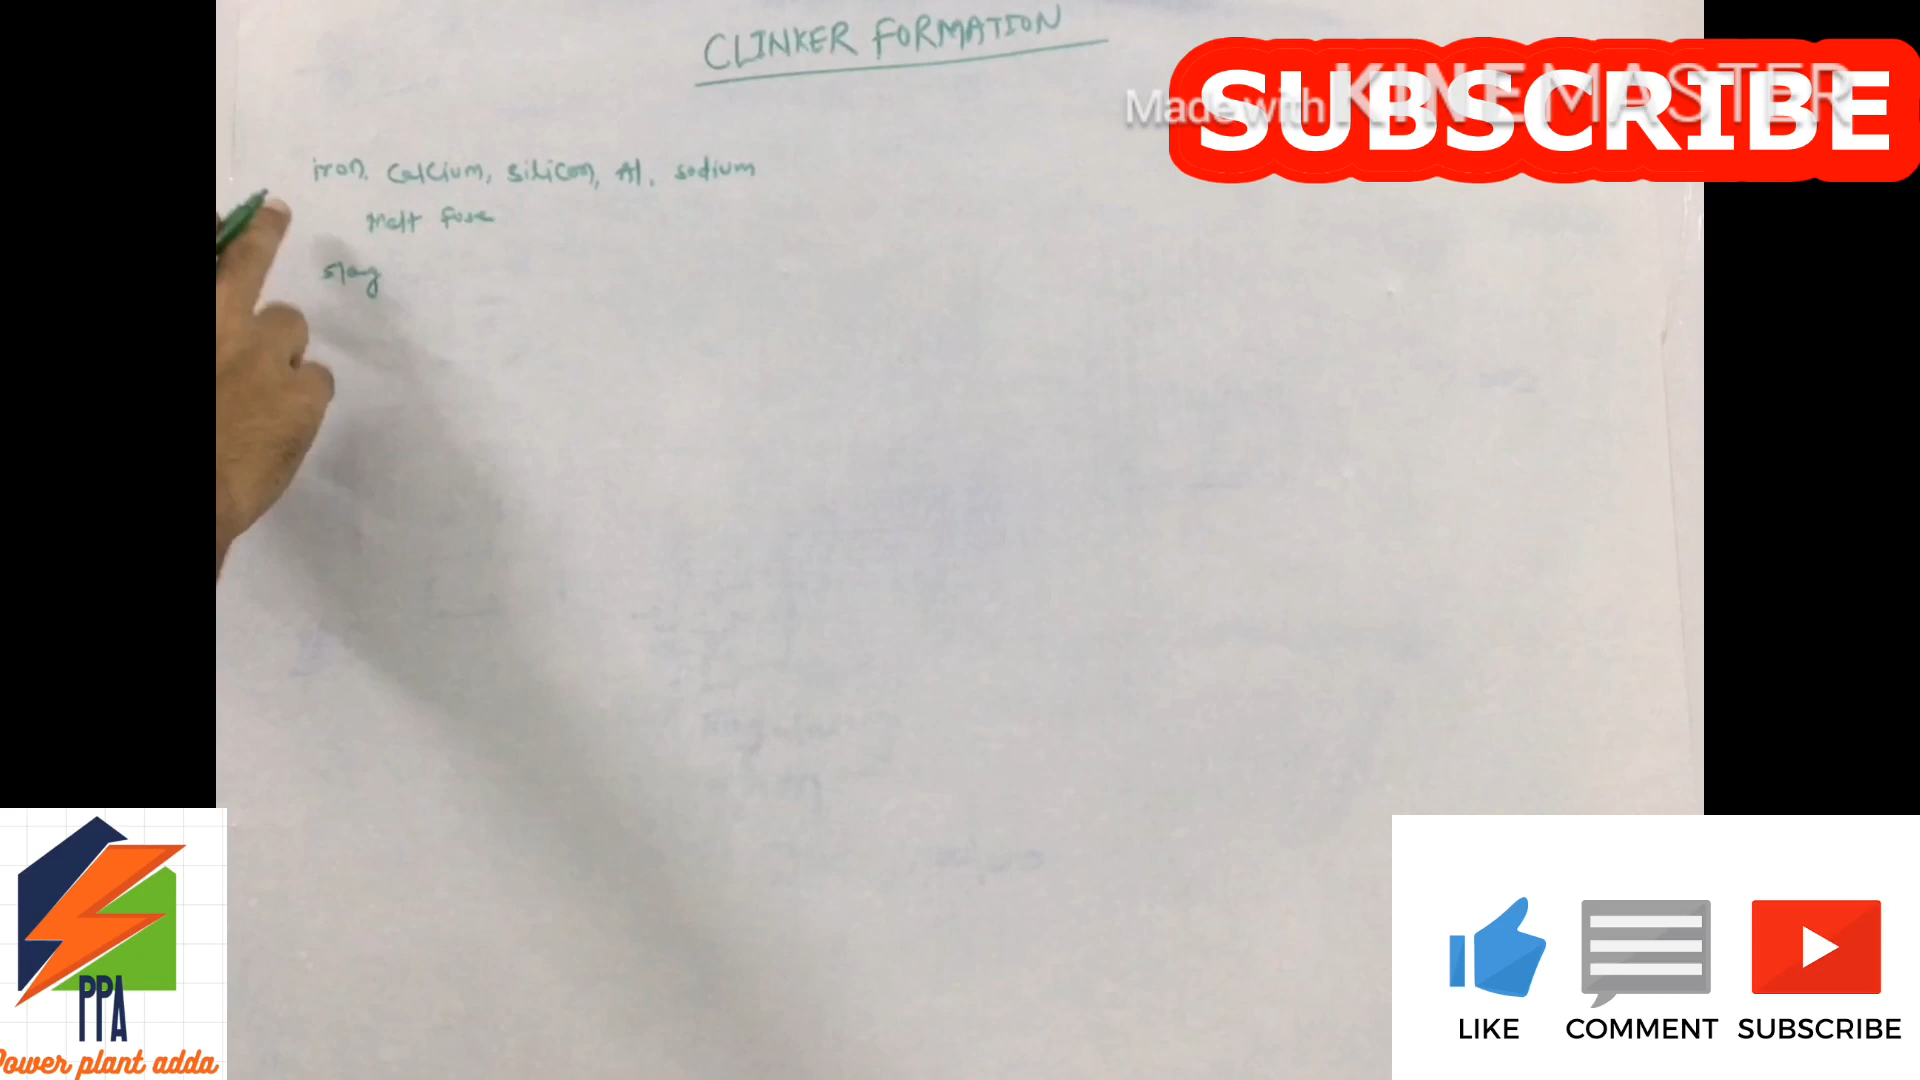 CLINKER FORMATION
SUBSCRIBE
Made with KINEMASTER
iron, Calcium, Silicon, Al, sodium
Melt fuse
slag
PPA
Power plant adda
LIKE
COMMENT
SUBSCRIBE